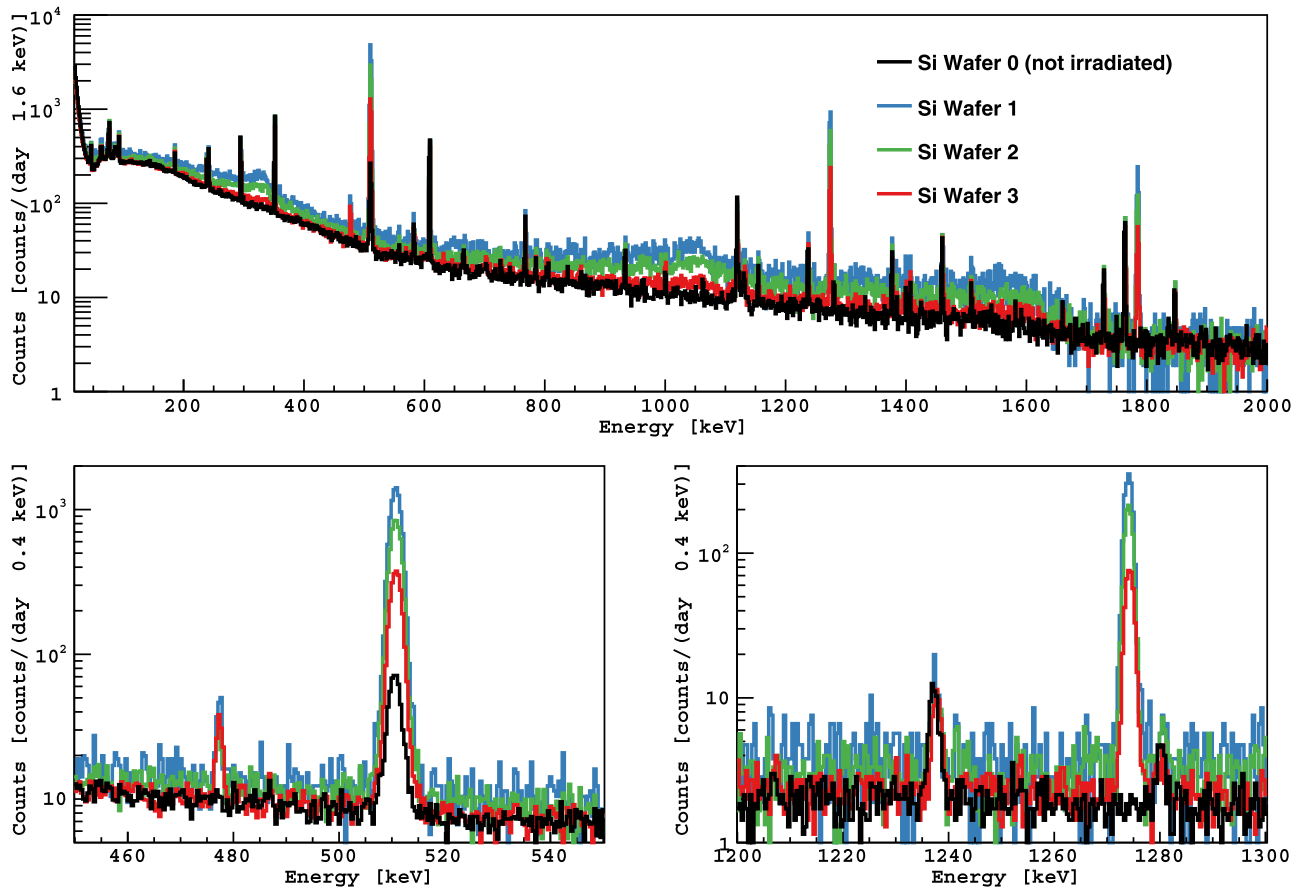 Counts [counts/(day 1.6 keV)]
10^4
10^3
10^2
10
1
Si Wafer 0 (not irradiated)
Si Wafer 1
Si Wafer 2
Si Wafer 3
200 400 600 800 1000 1200 1400 1600 1800 2000
Energy [keV]
Counts [counts/(day 0.4 keV)]
10^3
10^2
10
460 480 500 520 540
Energy [keV]
Counts [counts/(day 0.4 keV)]
10^2
10
1
1200 1220 1240 1260 1280 1300
Energy [keV]